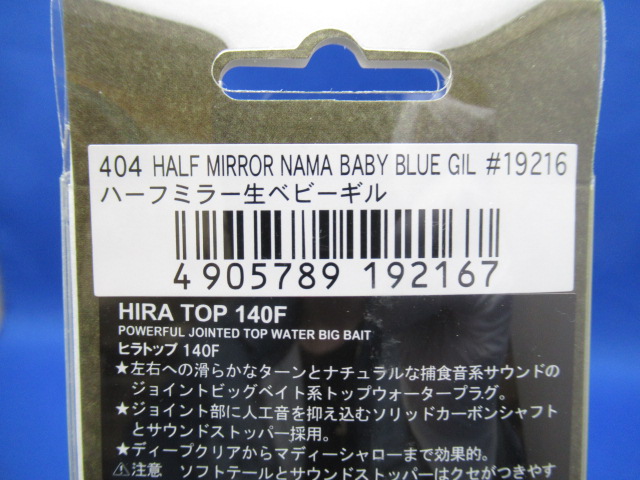 404 HALF MIRROR NAMA BABY BLUE GIL #19216
ハーフミラー生ベビーギル
4 905789 192167
HIRA TOP 140F
POWERFUL JOINTED TOP WATER BIG BAIT
ヒラトップ 140F
★左右への滑らかなターンとナチュラルな捕食音系サウンドの
ジョイントビッグベイト系トップウォータープラグ。
★ジョイント部に人工音を抑え込むソリッドカーボンシャフト
とサウンドストッパー採用。
★ディープクリアからマディーシャローまで効果的。
⚠注意 ソフトテールとサウンドストッパーはクセがつきやす